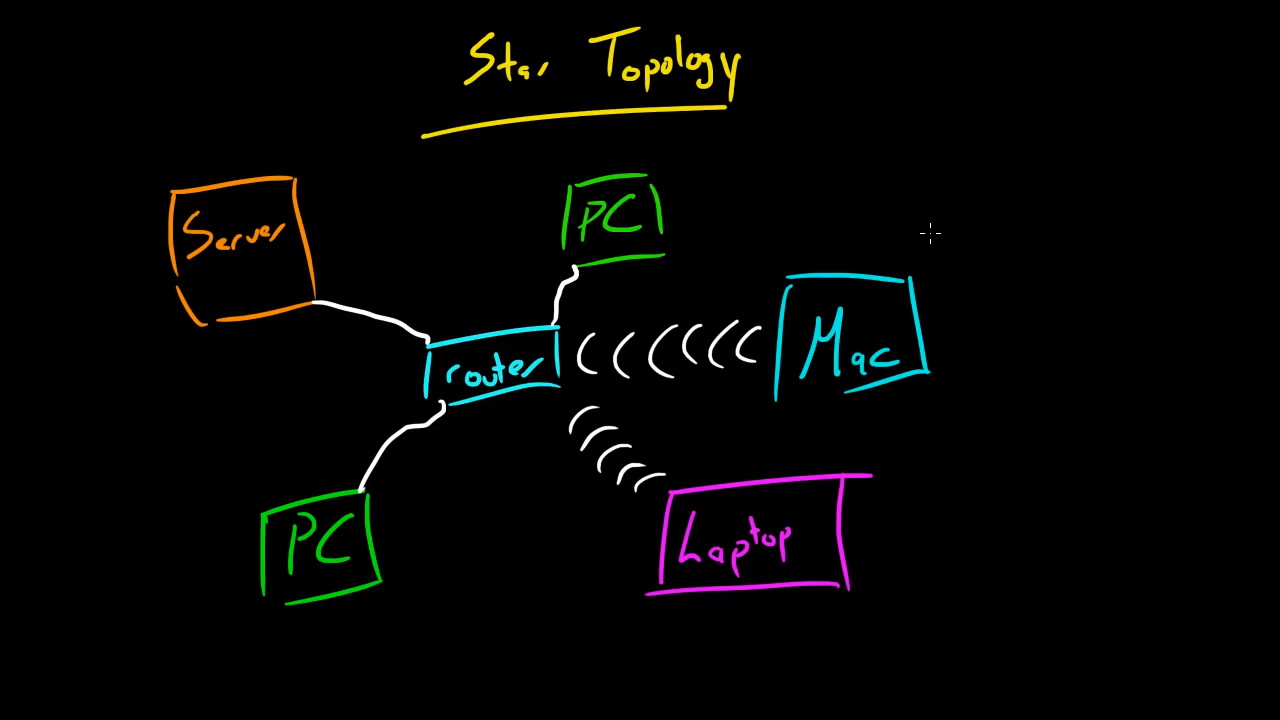 Star Topology
Server
PC
Mac
router
PC
Laptop